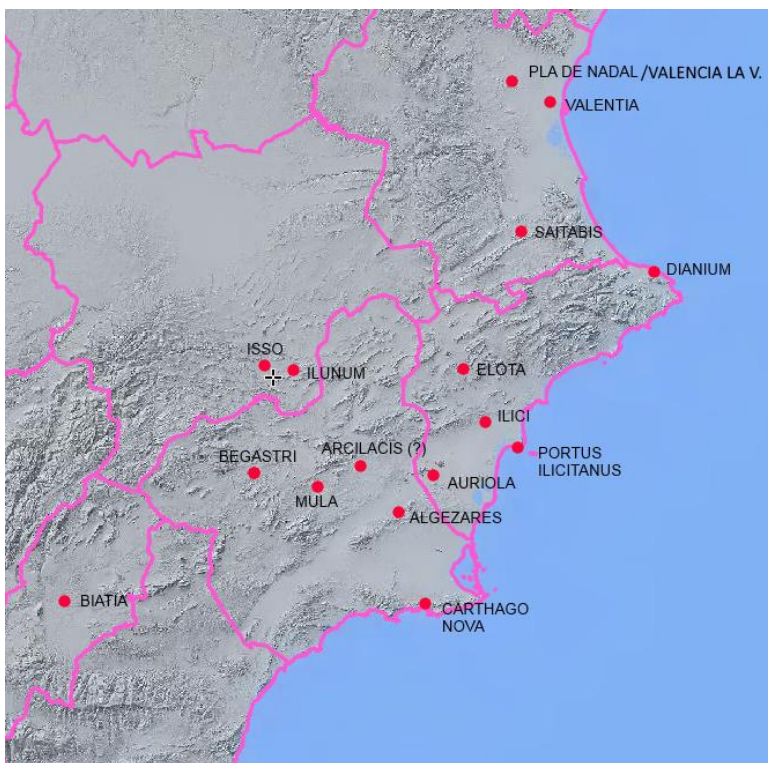 PLA DE NADAL/VALENCIA LA V.
VALENTIA
SAITABIS
DIANIUM
ISSO
ILUNUM
ELOTA
ILICI
PORTUS
ILICITANUS
ARCILACIS (?)
BEGASTRI
MULA
AURIOLA
ALGEZARES
BIATIA
CARTHAGO
NOVA